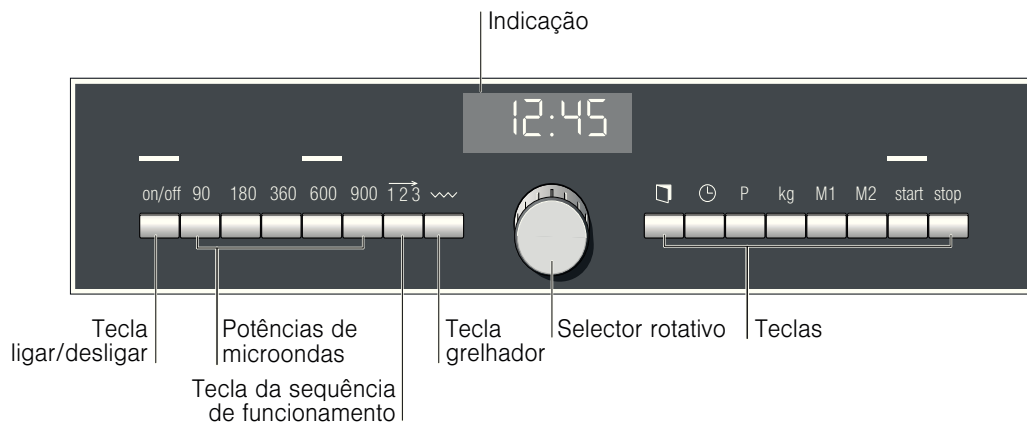 Indicação
12:45
on/off 90 180 360 600 900 123
P kg M1 M2 start stop
Tecla
ligar/desligar
Potências de
microondas
Tecla da sequência
de funcionamento
Tecla
grelhador
Selector rotativo
Teclas